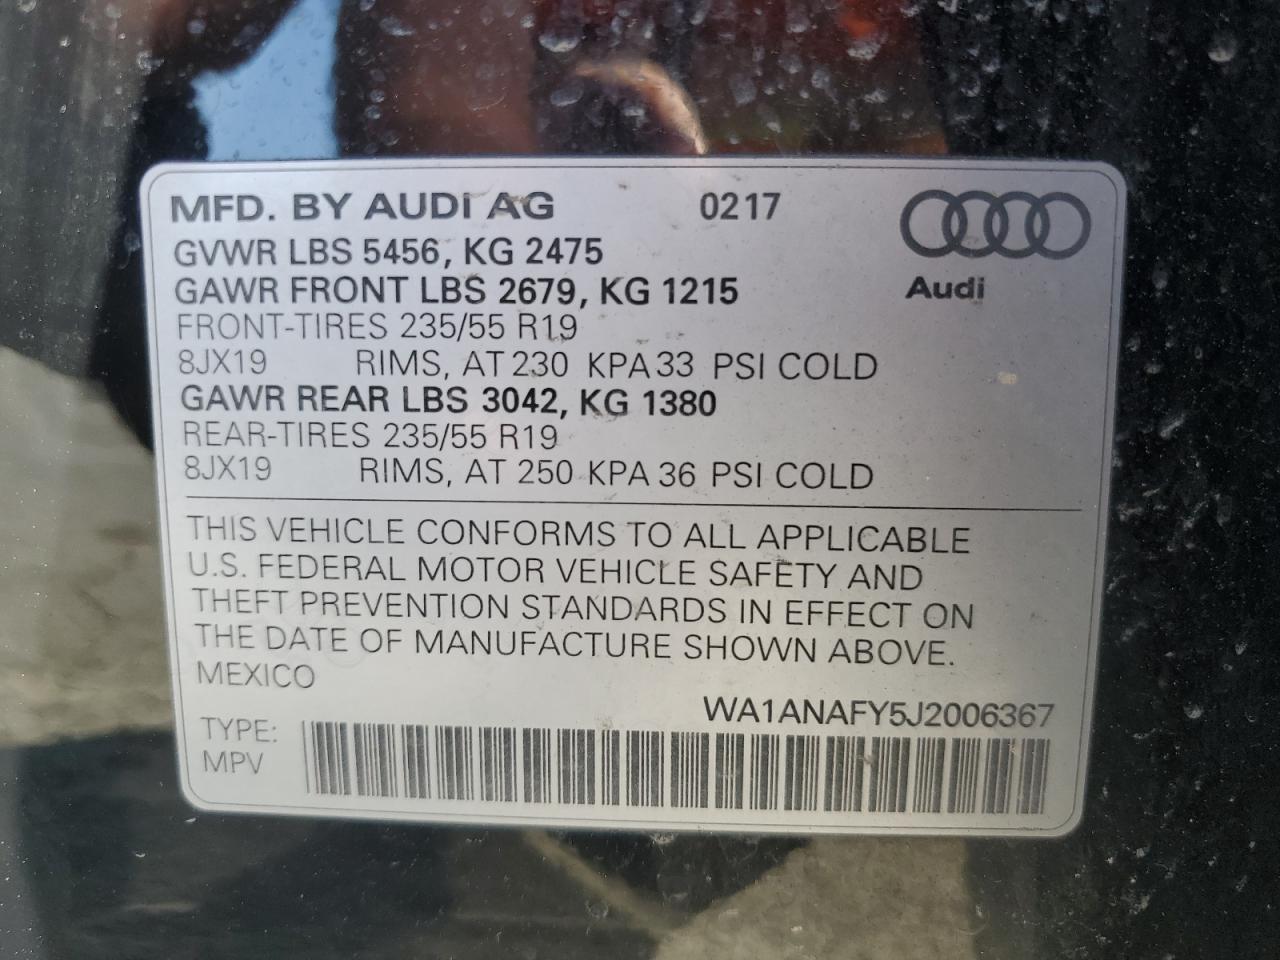 MFD. BY AUDI AG 0217
GVWR LBS 5456, KG 2475
Audi
GAWR FRONT LBS 2679, KG 1215
FRONT-TIRES 235/55 R19
8JX19 RIMS, AT 230 KPA 33 PSI COLD
GAWR REAR LBS 3042, KG 1380
REAR-TIRES 235/55 R19
8JX19 RIMS, AT 250 KPA 36 PSI COLD
THIS VEHICLE CONFORMS TO ALL APPLICABLE
U.S. FEDERAL MOTOR VEHICLE SAFETY AND
THEFT PREVENTION STANDARDS IN EFFECT ON
THE DATE OF MANUFACTURE SHOWN ABOVE.
MEXICO
WA1ANAFY5J2006367
TYPE:
MPV